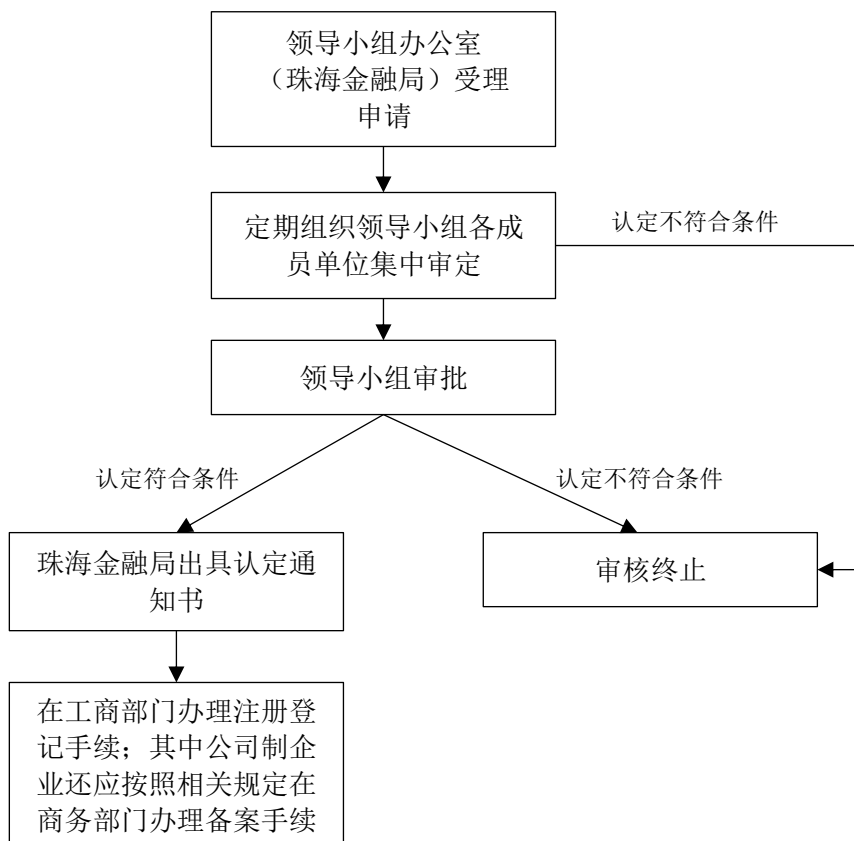 领导小组办公室
（珠海金融局）受理
申请
定期组织领导小组各成
员单位集中审定
认定不符合条件
领导小组审批
认定符合条件
认定不符合条件
珠海金融局出具认定通
知书
审核终止
在工商部门办理注册登
记手续；其中公司制企
业还应按照相关规定在
商务部门办理备案手续